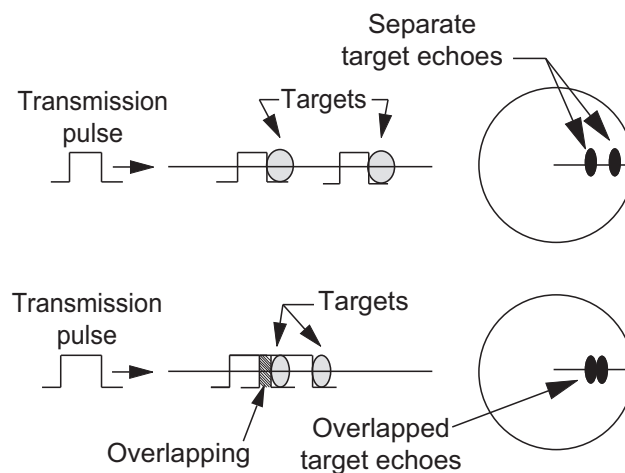 Separate
target echoes
Transmission
pulse
Targets
Transmission
pulse
Targets
Overlapping
Overlapped
target echoes